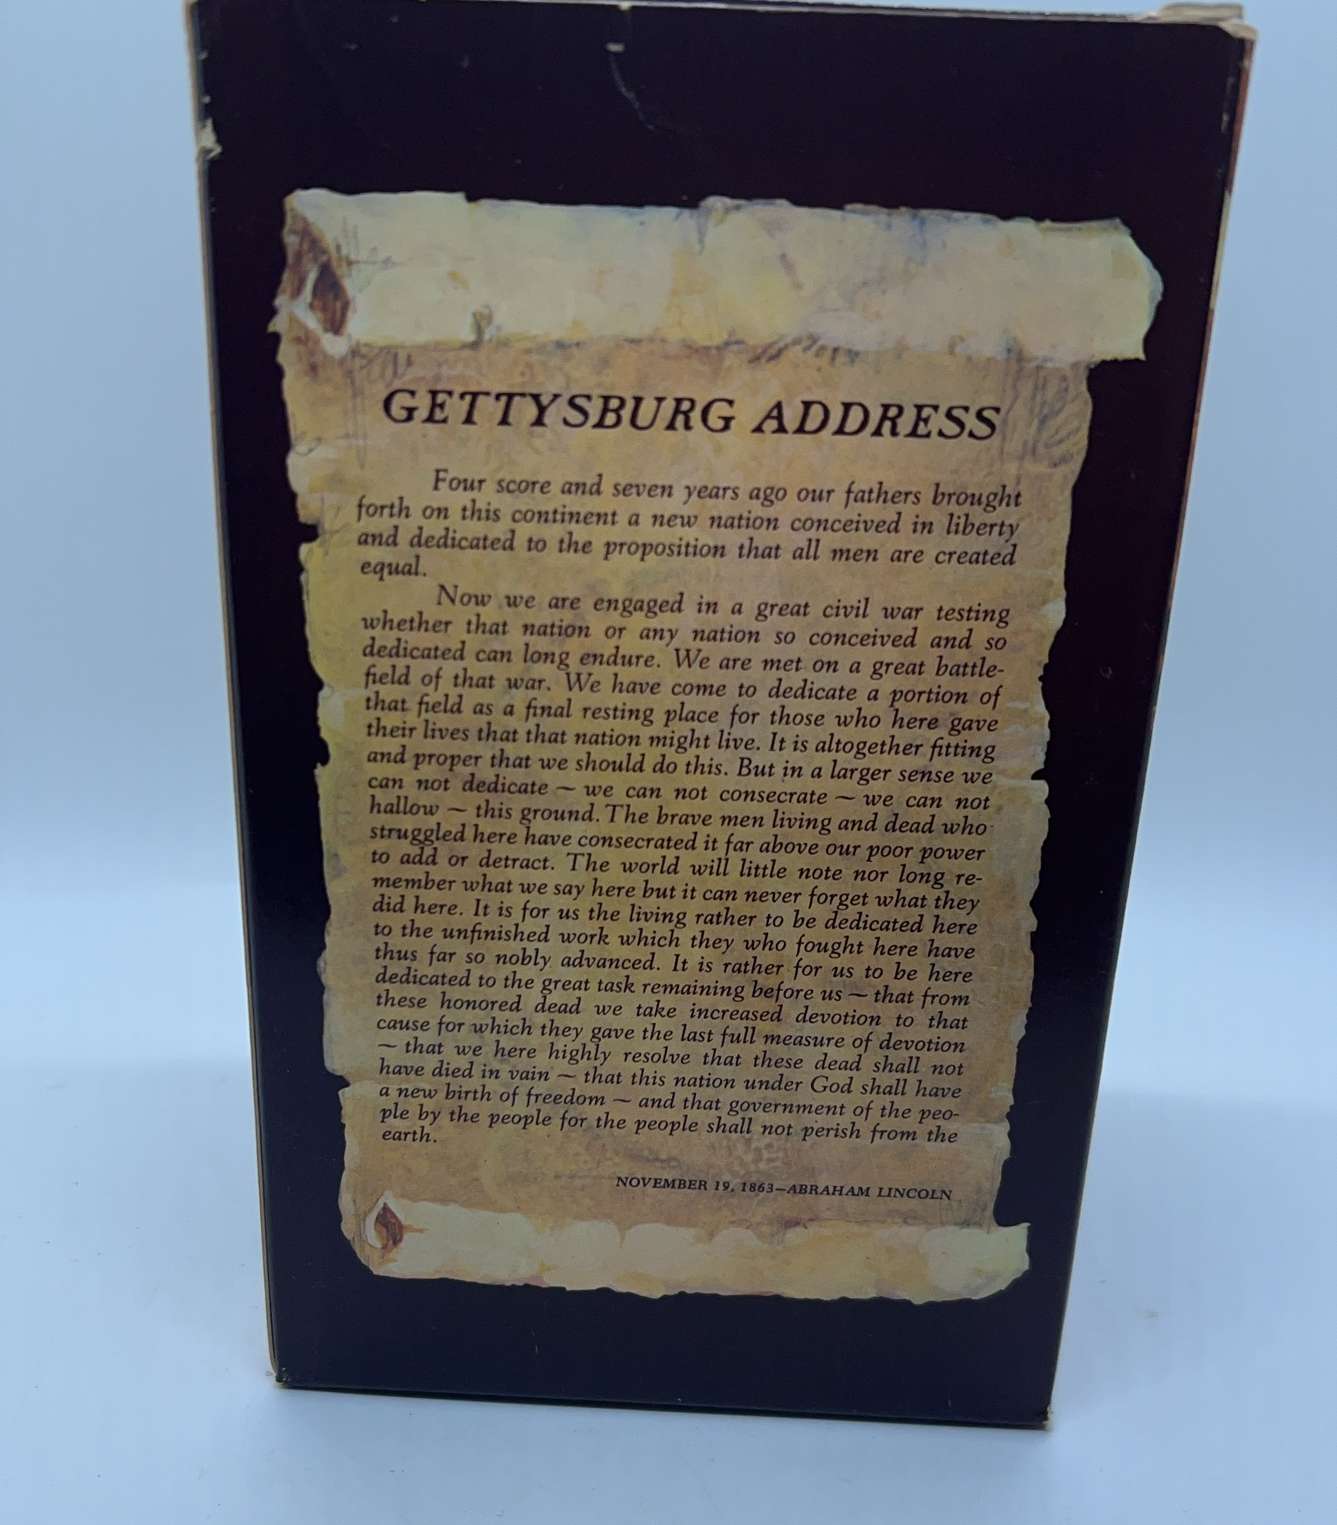 GETTYSBURG ADDRESS
Four score and seven years ago our fathers brought
forth on this continent a new nation conceived in liberty
and dedicated to the proposition that all men are created
equal.
Now we are engaged in a great civil war testing
whether that nation or any nation so conceived and so
dedicated can long endure. We are met on a great battle-
field of that war. We have come to dedicate a portion of
that field as a final resting place for those who here gave
their lives that that nation might live. It is altogether fitting
and proper that we should do this. But in a larger sense we
can not dedicate — we can not consecrate — we can not
hallow — this ground. The brave men living and dead who
struggled here have consecrated it far above our poor power
to add or detract. The world will little note nor long re-
member what we say here but it can never forget what they
did here. It is for us the living rather to be dedicated here
to the unfinished work which they who fought here have
thus far so nobly advanced. It is rather for us to be here
dedicated to the great task remaining before us — that from
these honored dead we take increased devotion to that
cause for which they gave the last full measure of devotion
— that we here highly resolve that these dead shall not
have died in vain — that this nation under God shall have
a new birth of freedom — and that government of the peo-
ple by the people for the people shall not perish from the
earth.
NOVEMBER 19, 1863—ABRAHAM LINCOLN